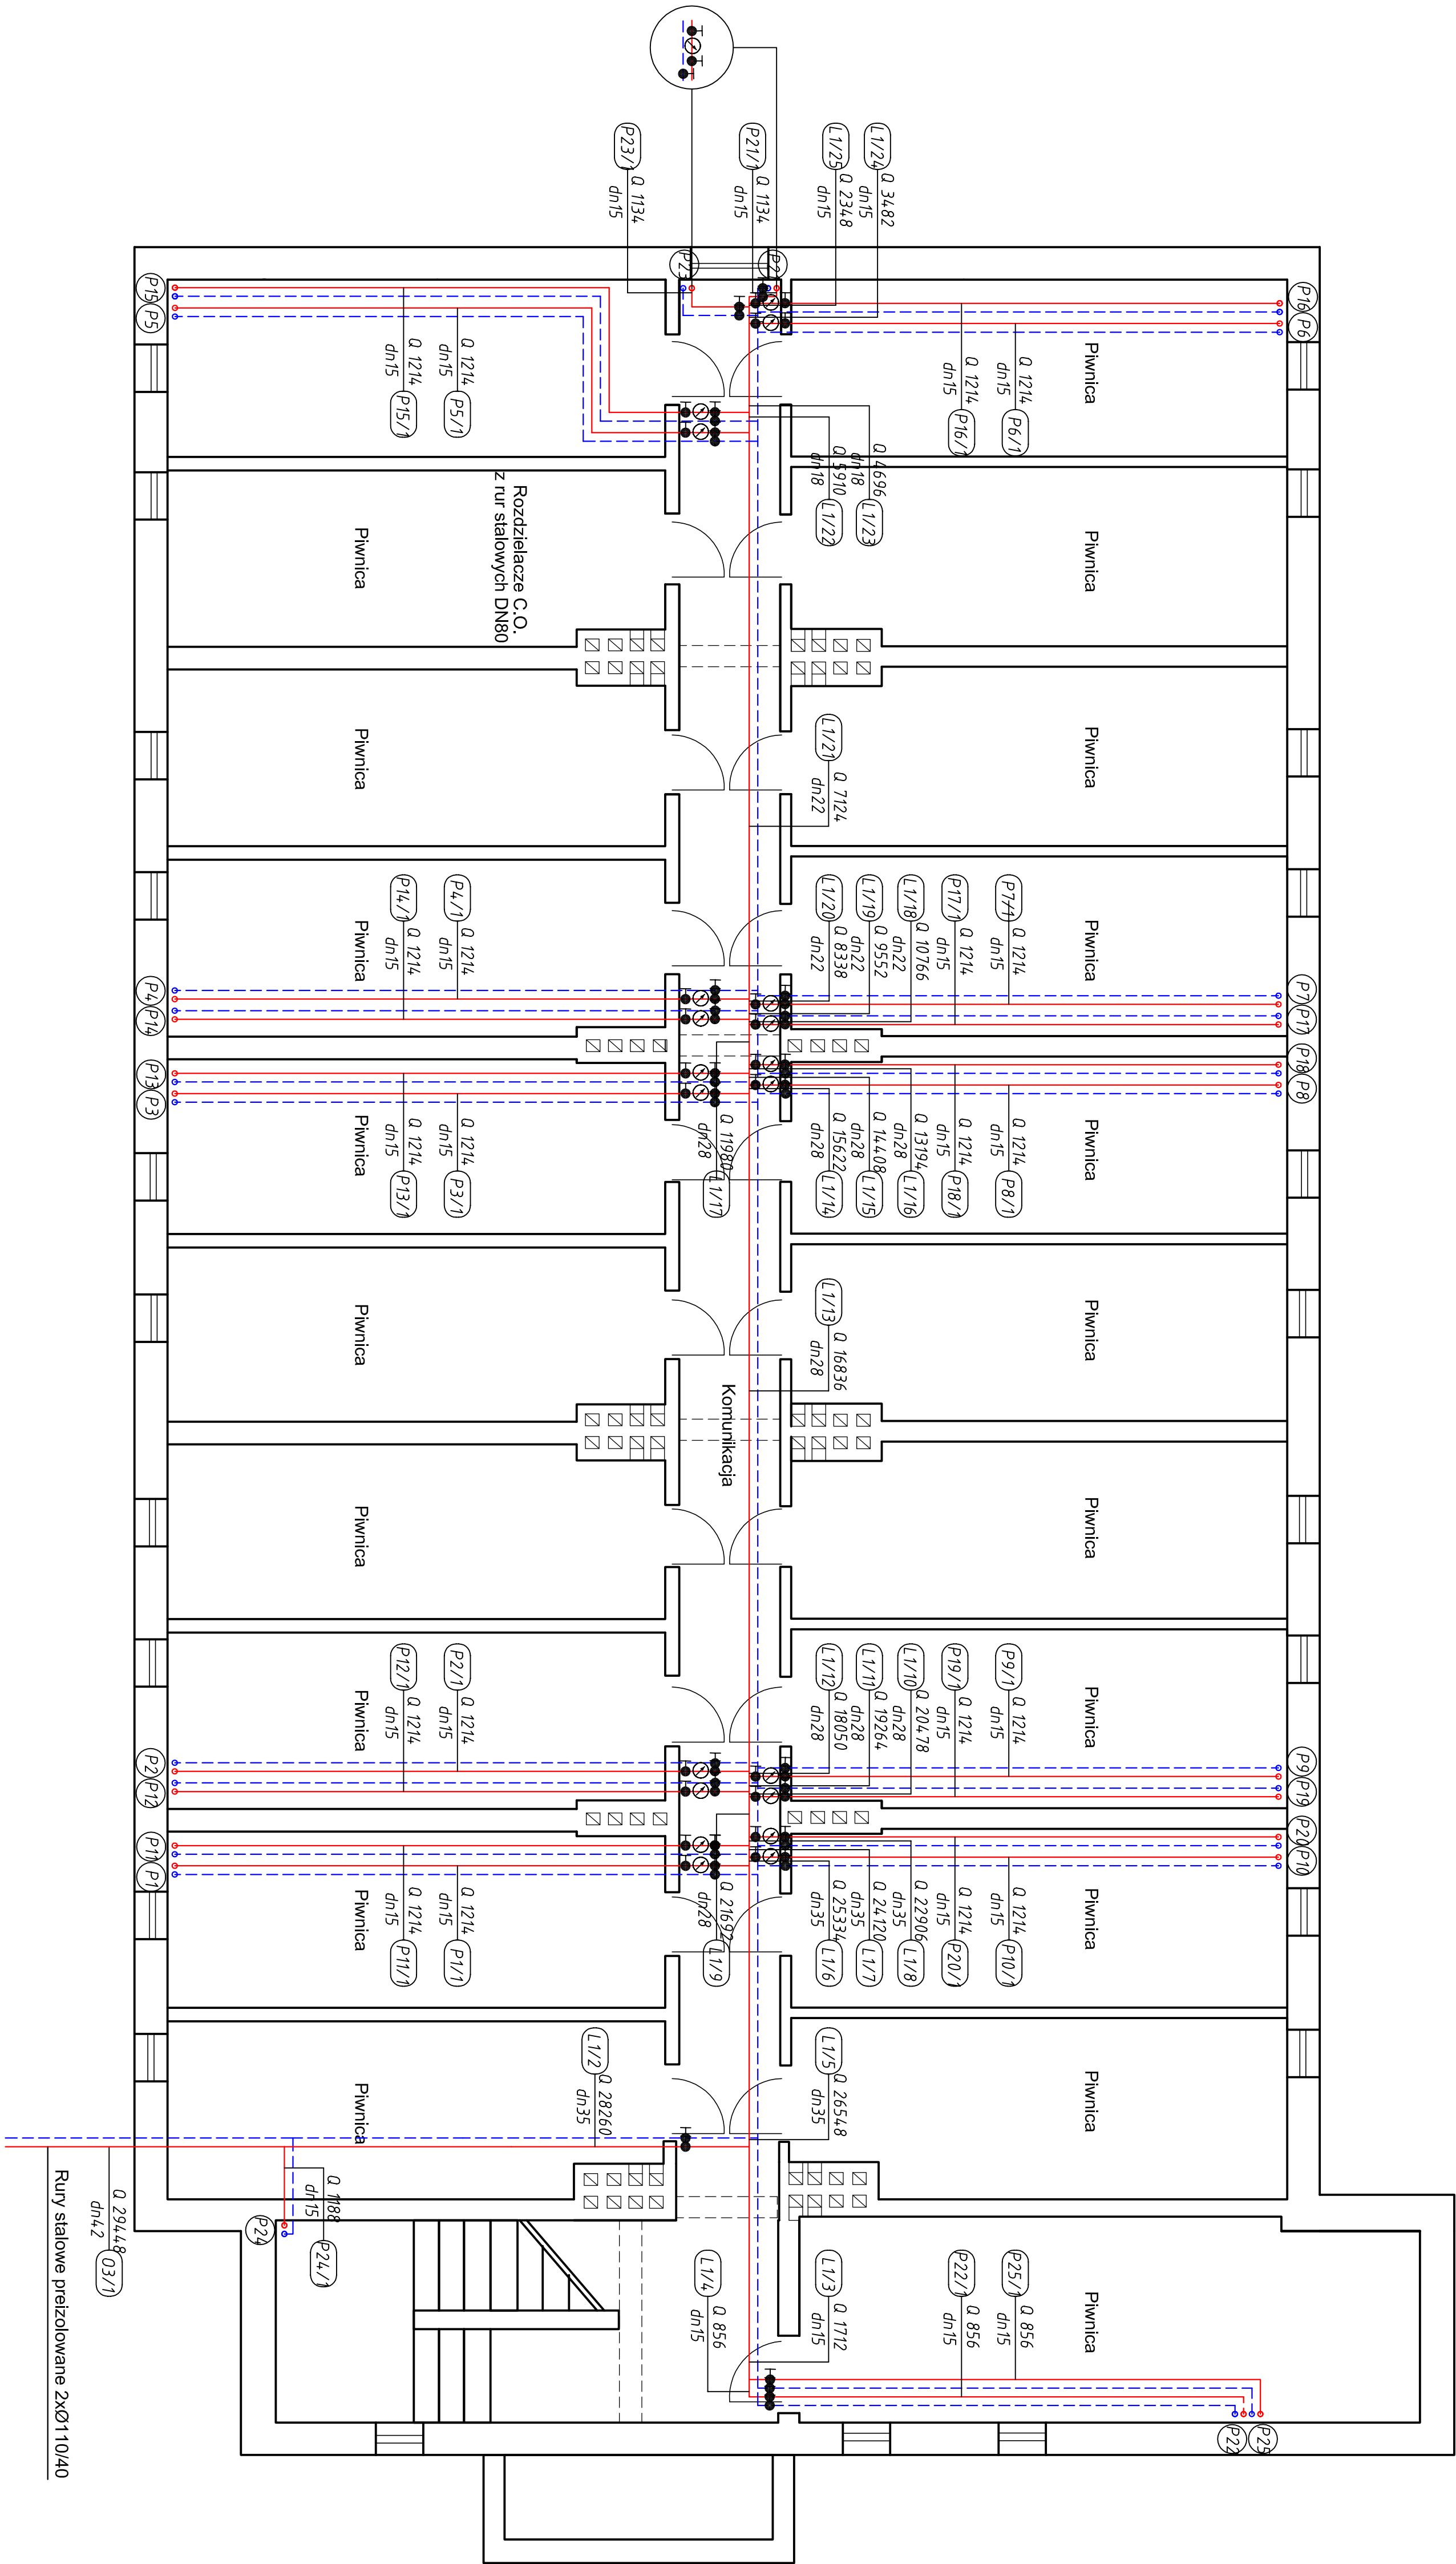 P23/1
Q 1134
dn15
P21/1
Q 1134
dn15
L1/25
Q 2348
dn15
L1/24
Q 3482
dn15
P23
P15
P5
P16
P6
Q 1214
dn15
P15/1
Q 1214
dn15
P5/1
Q 1214
dn15
P16/1
Q 1214
dn15
P6/1
Piwnica
Q 5910
dn18
L1/22
Q 4696
dn18
L1/23
Rozdzielacze C.O.
z rur stalowych DN80
Piwnica
Piwnica
Piwnica
Piwnica
L1/21
Q 7124
dn22
P14/1
Q 1214
dn15
P4/1
Q 1214
dn15
L1/20
Q 8338
dn22
L1/19
Q 9552
dn22
L1/18
Q 10766
dn22
P17/1
Q 1214
dn15
P7/1
Q 1214
dn15
Piwnica
Piwnica
P4
P14
P7
P17
P13
P3
P18
P8
Piwnica
Piwnica
Q 1214
dn15
P13/1
Q 1214
dn15
P3/1
Q 11980
dn28
L1/17
Q 15622
dn28
L1/14
Q 14408
dn28
L1/15
Q 13194
dn28
L1/16
Q 1214
dn15
P18/1
Q 1214
dn15
P8/1
L1/13
Q 16836
dn28
Piwnica
Piwnica
Komunikacja
Piwnica
Piwnica
P12/1
Q 1214
dn15
P2/1
Q 1214
dn15
L1/12
Q 18050
dn28
L1/11
Q 19264
dn28
L1/10
Q 20478
dn28
P19/1
Q 1214
dn15
P9/1
Q 1214
dn15
Piwnica
Piwnica
P2
P12
P9
P19
P11
P1
P20
P10
Piwnica
Piwnica
Q 1214
dn15
P11/1
Q 1214
dn15
P1/1
Q 21692
dn28
L1/9
Q 25334
dn35
L1/6
Q 24120
dn35
L1/7
Q 22906
dn35
L1/8
Q 1214
dn15
P20/1
Q 1214
dn15
P10/1
L1/2
Q 28260
dn35
L1/5
Q 26548
dn35
Piwnica
Piwnica
Q 1188
dn15
P24/1
P24
Q 29448
dn42
O3/1
Rury stalowe preizolowane 2xØ110/40
L1/4
Q 856
dn15
L1/3
Q 1712
dn15
P22/1
Q 856
dn15
P25/1
Q 856
dn15
Piwnica
P22
P25